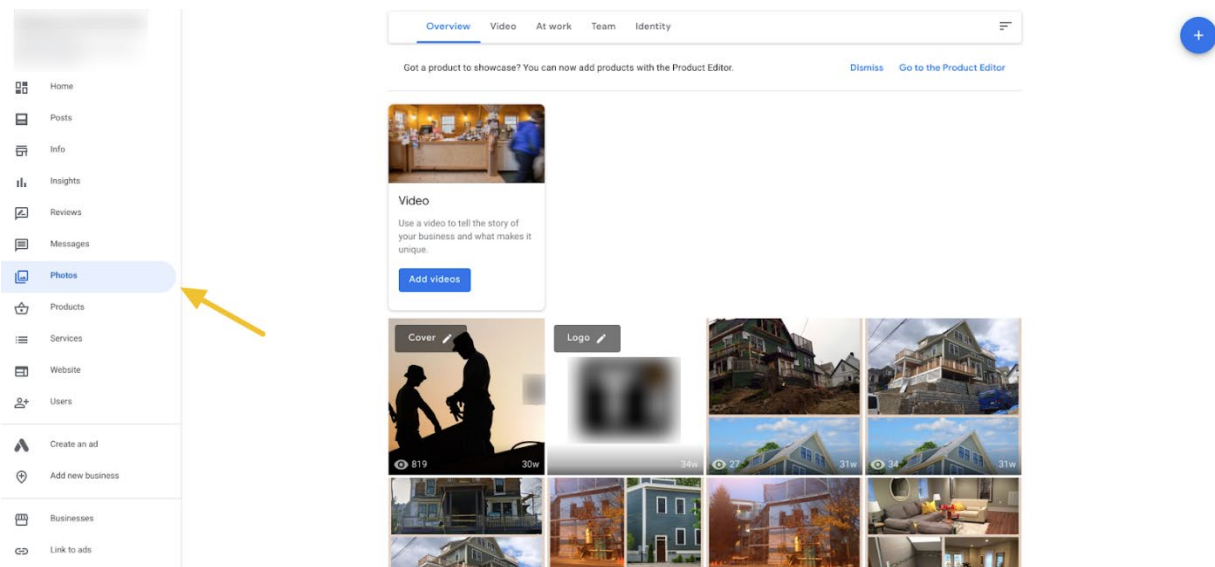 Home
Posts
Info
Insights
Reviews
Messages
Photos
Products
Services
Website
Users
Create an ad
Add new business
Businesses
Link to ads
Overview Video At work Team Identity
Got a product to showcase? You can now add products with the Product Editor. Dismiss Go to the Product Editor
Video
Use a video to tell the story of
your business and what makes it
unique.
Add videos
Cover Logo
819 30w 34w 27 31w 34 31w